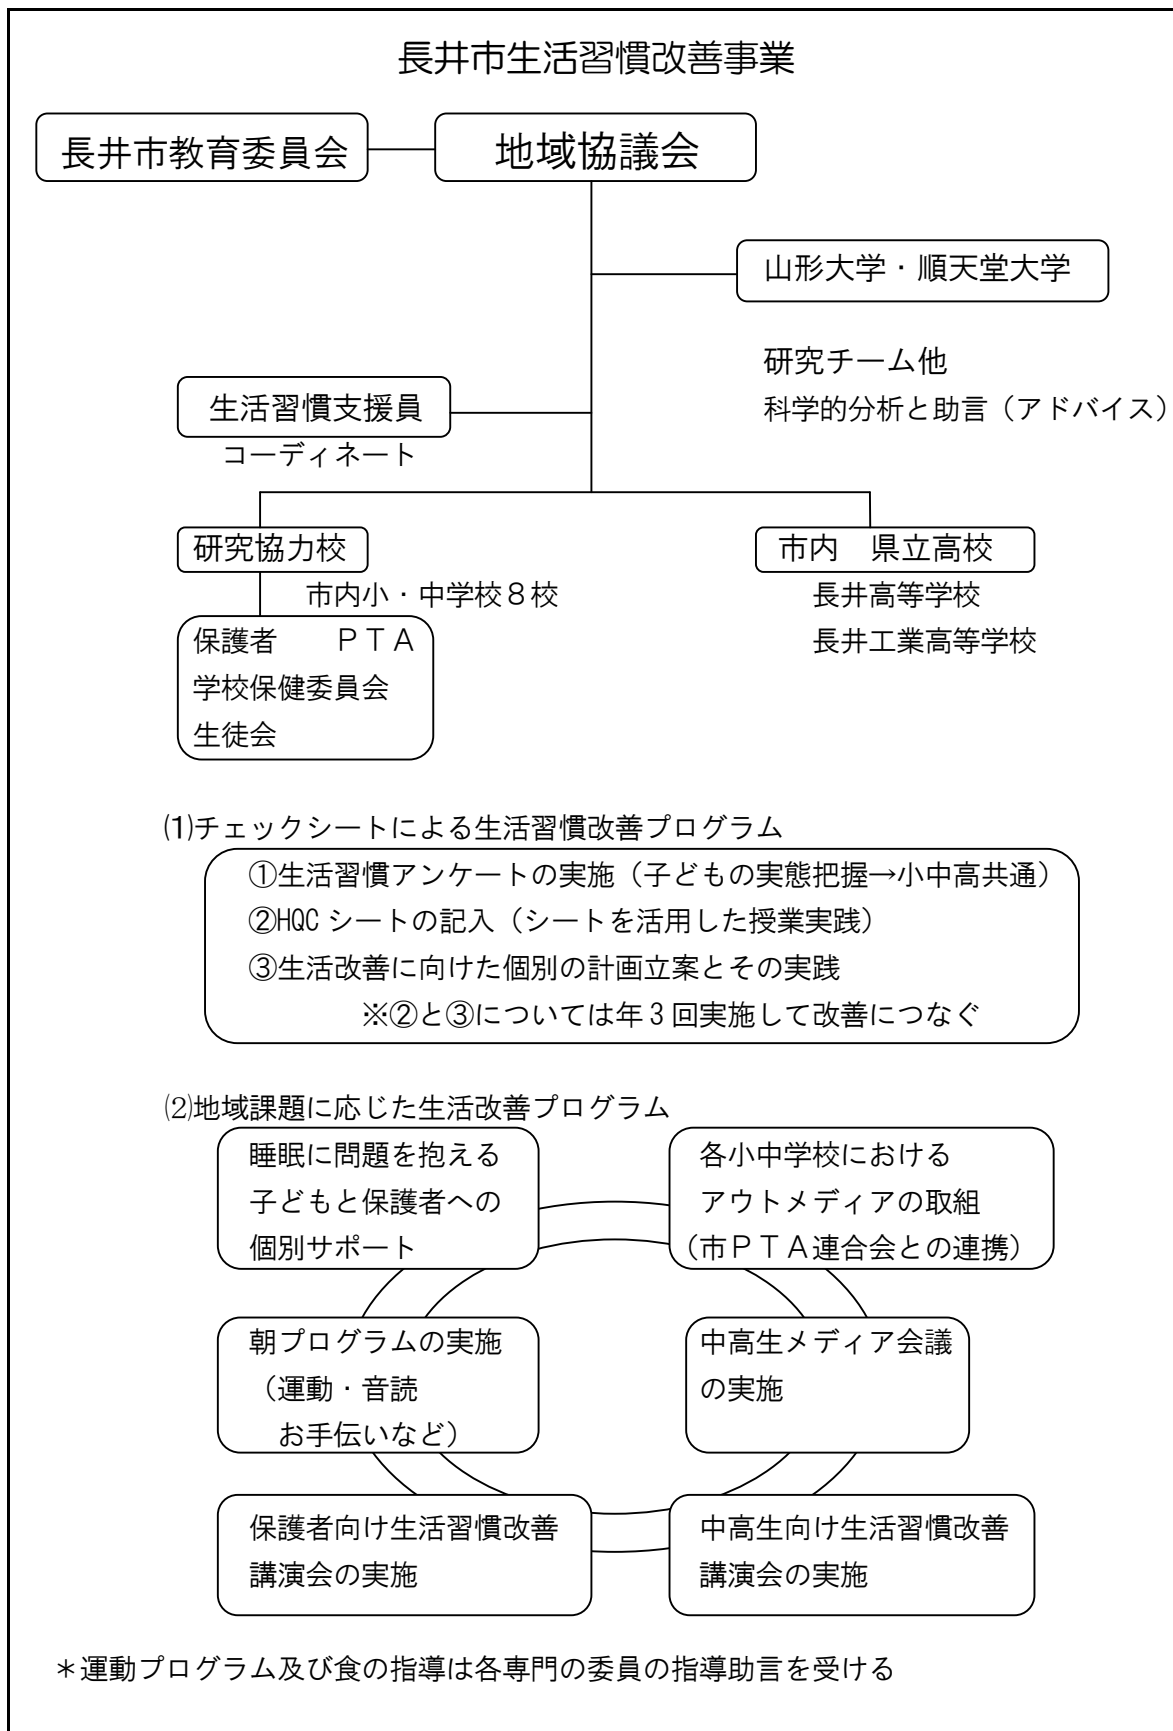 長井市生活習慣改善事業
長井市教育委員会
地域協議会
山形大学・順天堂大学
研究チーム他
科学的分析と助言（アドバイス）
生活習慣支援員
コーディネート
研究協力校
市内小・中学校８校
保護者　　ＰＴＡ
学校保健委員会
生徒会
市内　県立高校
長井高等学校
長井工業高等学校
⑴チェックシートによる生活習慣改善プログラム
①生活習慣アンケートの実施（子どもの実態把握→小中高共通）
②HQC シートの記入（シートを活用した授業実践）
③生活改善に向けた個別の計画立案とその実践
※②と③については年３回実施して改善につなぐ
⑵地域課題に応じた生活改善プログラム
睡眠に問題を抱える
子どもと保護者への
個別サポート
各小中学校における
アウトメディアの取組
（市ＰＴＡ連合会との連携）
朝プログラムの実施
（運動・音読
お手伝いなど）
中高生メディア会議
の実施
保護者向け生活習慣改善
講演会の実施
中高生向け生活習慣改善
講演会の実施
＊運動プログラム及び食の指導は各専門の委員の指導助言を受ける